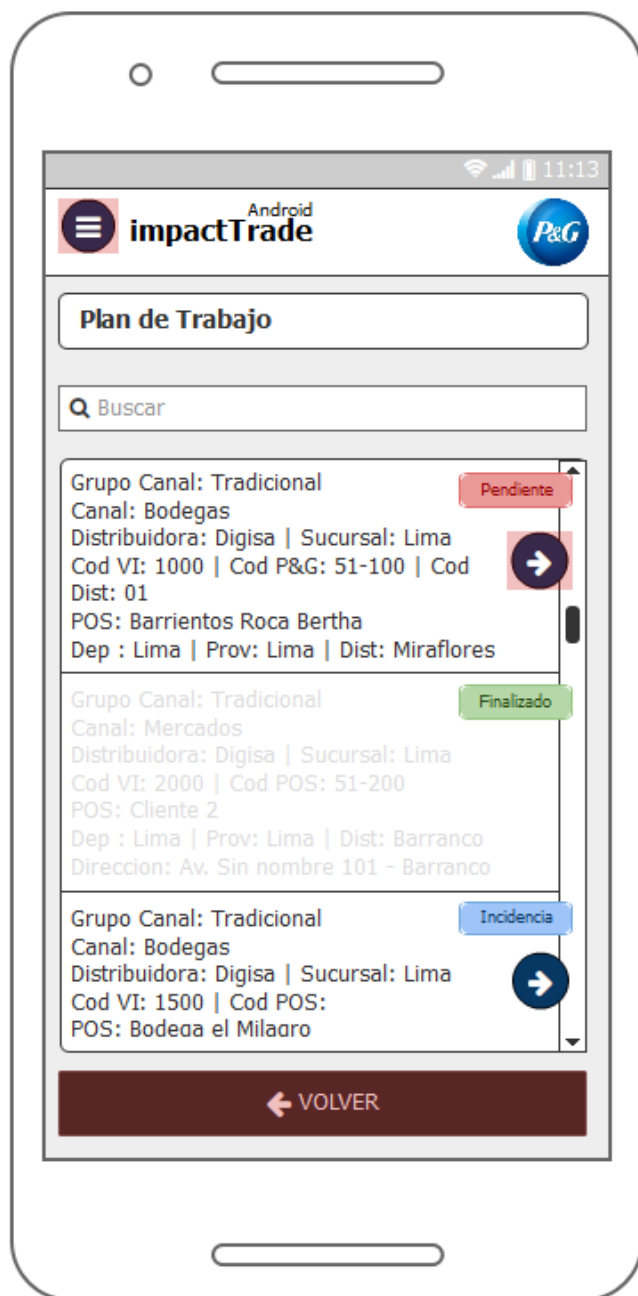 11:13
Android
impactTrade
P&G
Plan de Trabajo
Buscar
Grupo Canal: Tradicional
Pendiente
Canal: Bodegas
Distribuidora: Digisa | Sucursal: Lima
Cod VI: 1000 | Cod P&G: 51-100 | Cod
Dist: 01
POS: Barrientos Roca Bertha
Dep : Lima | Prov: Lima | Dist: Miraflores
Grupo Canal: Tradicional
Finalizado
Canal: Mercados
Distribuidora: Digisa | Sucursal: Lima
Cod VI: 2000 | Cod POS: 51-200
POS: Cliente 2
Dep : Lima | Prov: Lima | Dist: Barranco
Direccion: Av. Sin nombre 101 - Barranco
Grupo Canal: Tradicional
Incidencia
Canal: Bodegas
Distribuidora: Digisa | Sucursal: Lima
Cod VI: 1500 | Cod POS:
POS: Bodega el Milagro
VOLVER